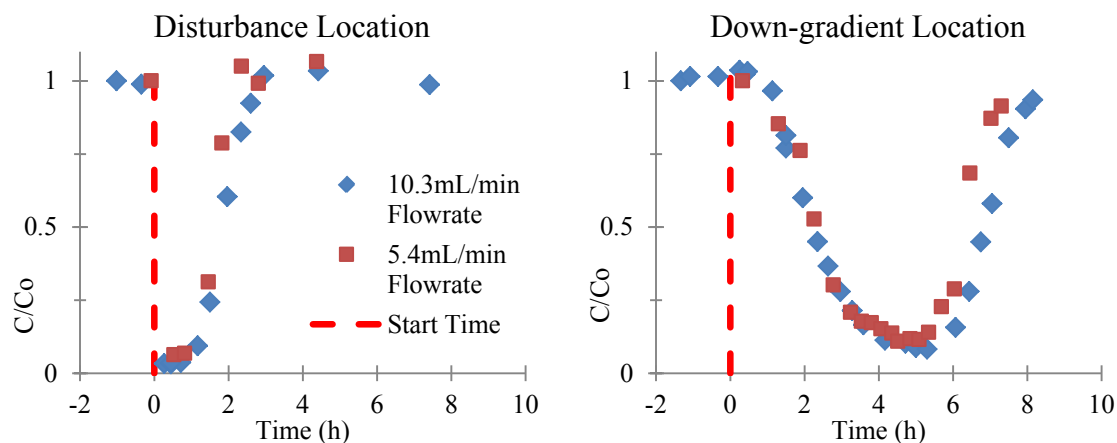 Disturbance Location
C/Co
1
0.5
0
-2 0 2 4 6 8 10
Time (h)
10.3mL/min
Flowrate
5.4mL/min
Flowrate
Start Time
Down-gradient Location
C/Co
1
0.5
0
-2 0 2 4 6 8 10
Time (h)